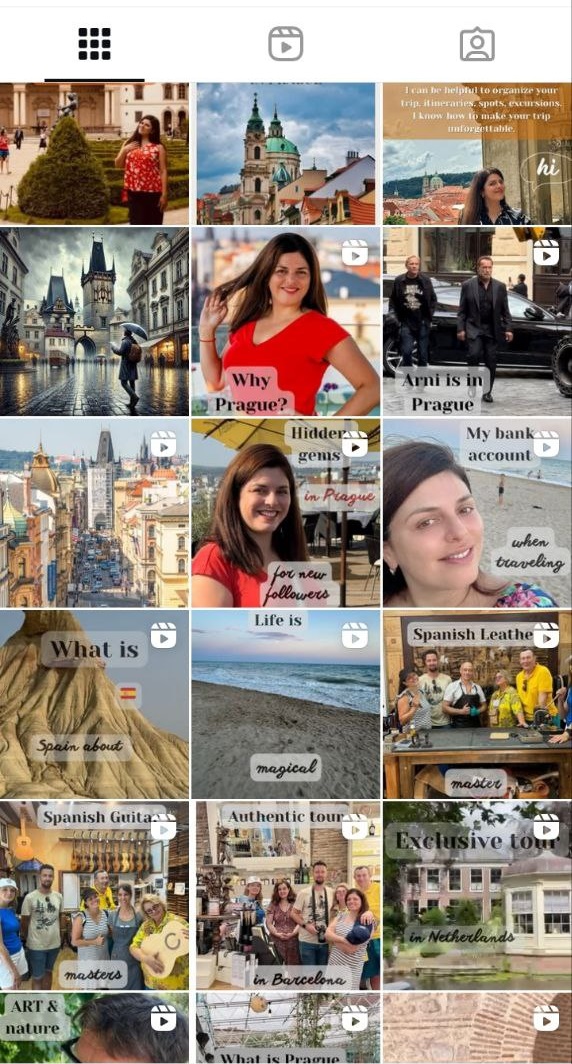 I can be helpful to organize your
trip, itineraries, spots, excursions.
I know how to make your trip
unforgettable.
hi
Why
Prague?
Arni is in
Prague
Hidden
gems
in Prague
for new
followers
My bank
account
when
traveling
What is
Spain about
Life is
magical
Spanish Leathe
master
Spanish Guita
masters
Authentic tour
in Barcelona
Exclusive tour
in Netherlands
ART &
nature
What is Prague